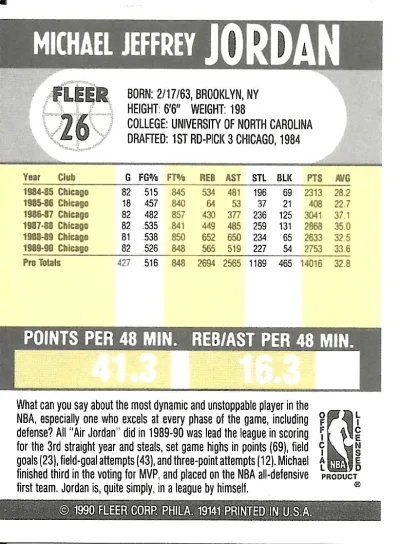 MICHAEL JEFFREY JORDAN
FLEER
26
BORN: 2/17/63, BROOKLYN, NY
HEIGHT: 6'6" WEIGHT: 198
COLLEGE: UNIVERSITY OF NORTH CAROLINA
DRAFTED: 1ST RD-PICK 3 CHICAGO, 1984
Year Club G FG% FT% REB AST STL BLK PTS AVG
1984-85 Chicago 82 515 845 534 481 196 69 2313 28.2
1985-86 Chicago 18 457 840 64 53 37 21 408 22.7
1986-87 Chicago 82 482 857 430 377 236 125 3041 37.1
1987-88 Chicago 82 535 841 449 485 259 131 2868 35.0
1988-89 Chicago 81 538 850 652 650 234 65 2633 32.5
1989-90 Chicago 82 526 848 565 519 227 54 2753 33.6
Pro Totals 427 516 848 2694 2565 1189 465 14016 32.8
POINTS PER 48 MIN. REB/AST PER 48 MIN.
41.3 16.3
What can you say about the most dynamic and unstoppable player in the
NBA, especially one who excels at every phase of the game, including
defense? All "Air Jordan" did in 1989-90 was lead the league in scoring
for the 3rd straight year and steals, set game highs in points (69), field
goals (23), field-goal attempts (43), and three-point attempts (12). Michael
finished third in the voting for MVP, and placed on the NBA all-defensive
first team. Jordan is, quite simply, in a league by himself.
OFFICIAL
LICENSED
NBA
PRODUCT
®
© 1990 FLEER CORP. PHILA. 19141 PRINTED IN U.S.A.